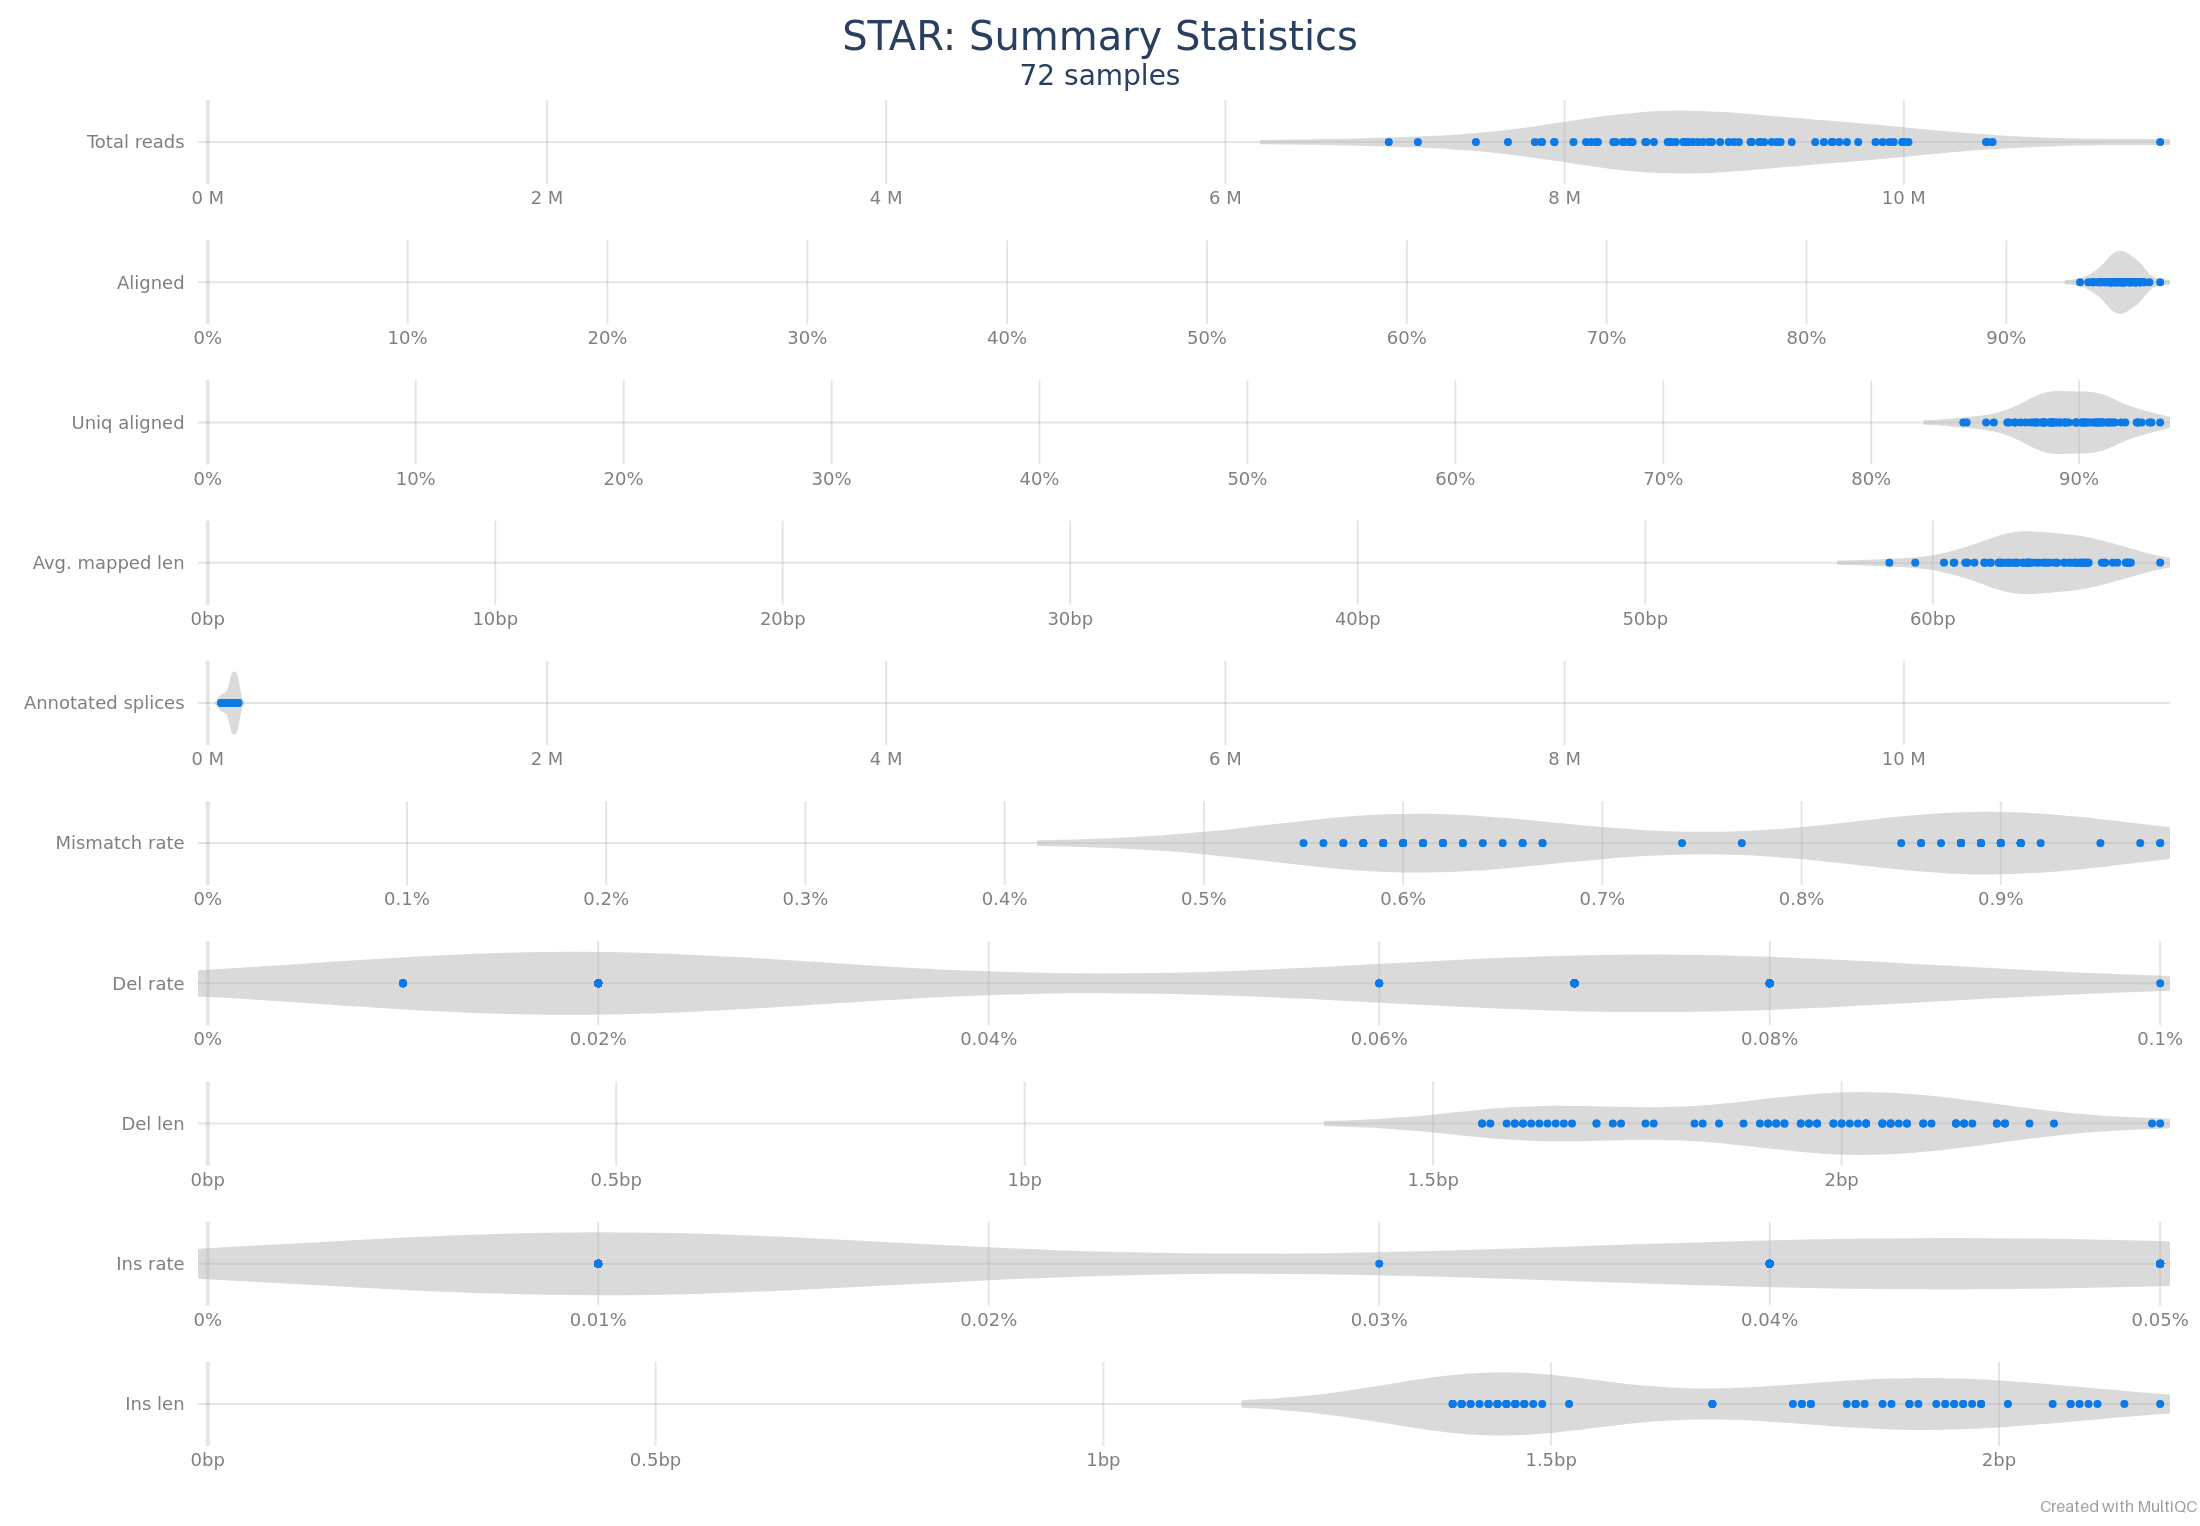 STAR: Summary Statistics
72 samples
Total reads
0 M 2 M 4 M 6 M 8 M 10 M
Aligned
0% 10% 20% 30% 40% 50% 60% 70% 80% 90%
Uniq aligned
0% 10% 20% 30% 40% 50% 60% 70% 80% 90%
Avg. mapped len
0bp 10bp 20bp 30bp 40bp 50bp 60bp
Annotated splices
0 M 2 M 4 M 6 M 8 M 10 M
Mismatch rate
0% 0.1% 0.2% 0.3% 0.4% 0.5% 0.6% 0.7% 0.8% 0.9%
Del rate
0% 0.02% 0.04% 0.06% 0.08% 0.1%
Del len
0bp 0.5bp 1bp 1.5bp 2bp
Ins rate
0% 0.01% 0.02% 0.03% 0.04% 0.05%
Ins len
0bp 0.5bp 1bp 1.5bp 2bp
Created with MultiQC